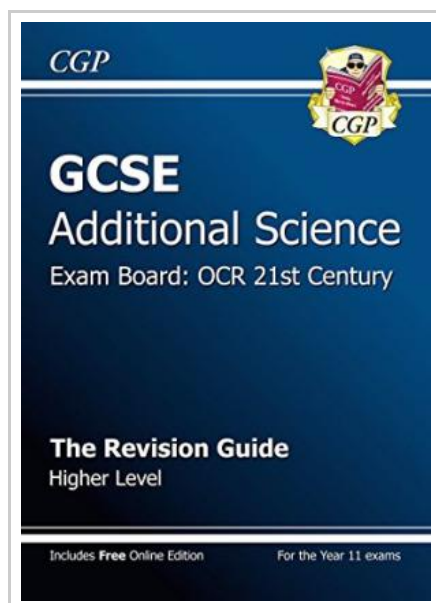 CGP
CGP
CGP
GCSE
Additional Science
Exam Board: OCR 21st Century
The Revision Guide
Higher Level
Includes Free Online Edition For the Year 11 exams